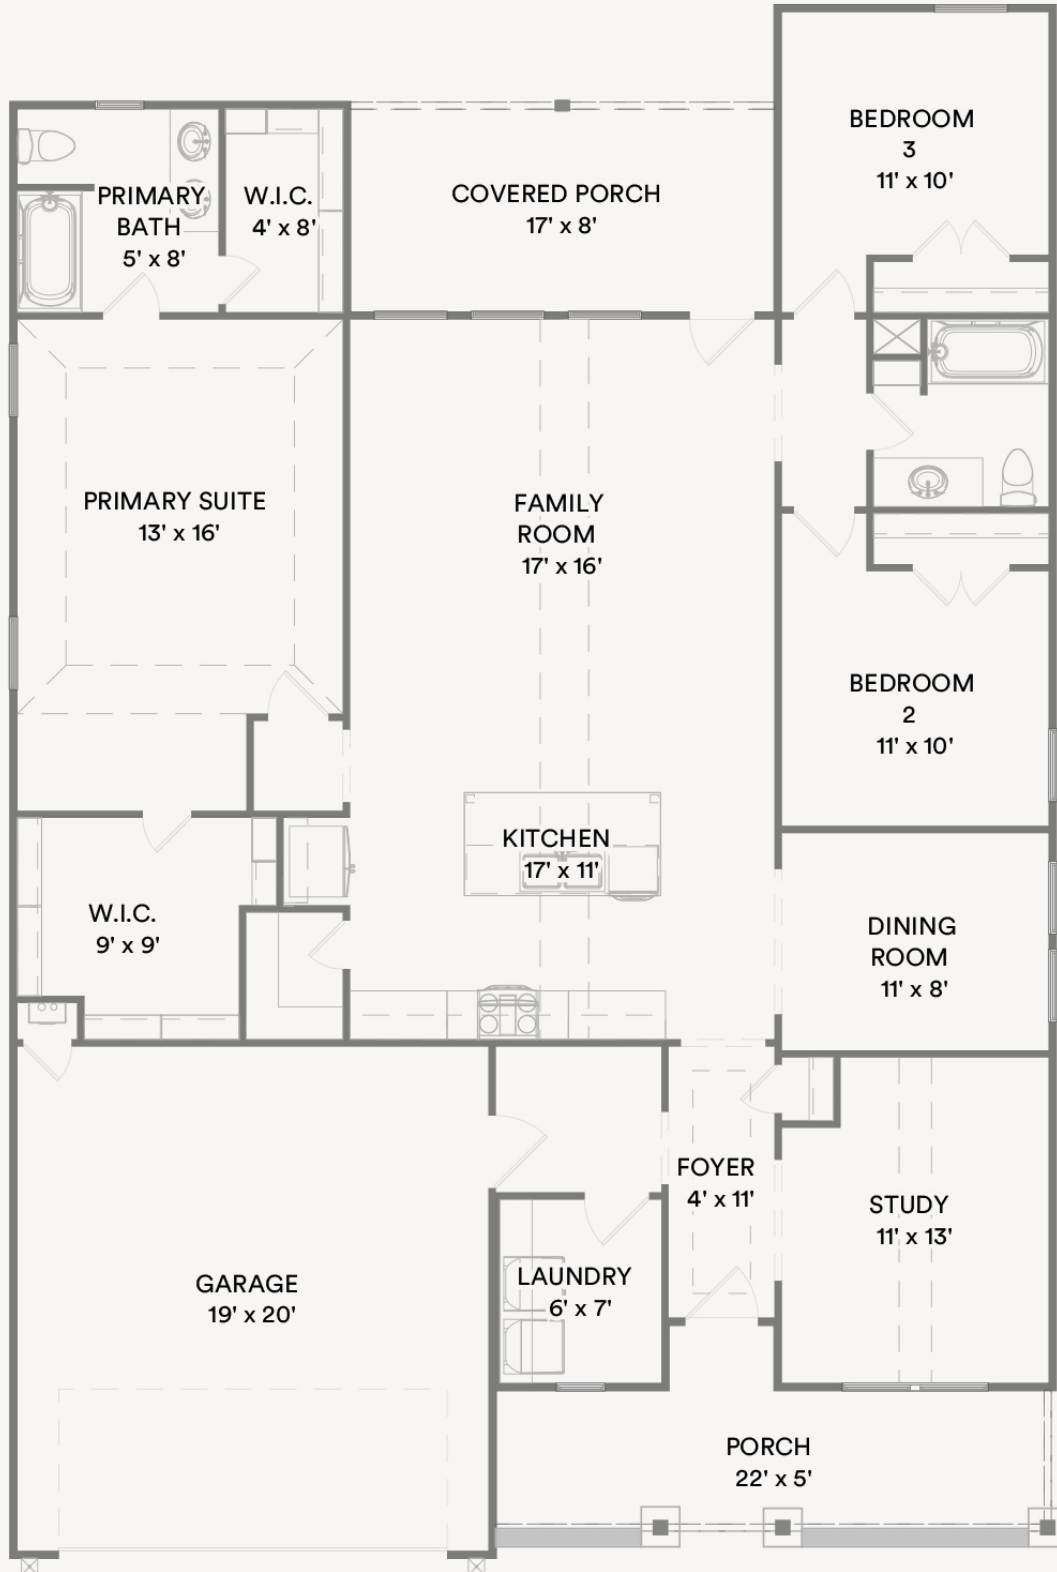 BEDROOM
3
11' x 10'
PRIMARY
BATH
5' x 8'
W.I.C.
4' x 8'
COVERED PORCH
17' x 8'
PRIMARY SUITE
13' x 16'
FAMILY
ROOM
17' x 16'
BEDROOM
2
11' x 10'
KITCHEN
17' x 11'
W.I.C.
9' x 9'
DINING
ROOM
11' x 8'
FOYER
4' x 11'
STUDY
11' x 13'
GARAGE
19' x 20'
LAUNDRY
6' x 7'
PORCH
22' x 5'